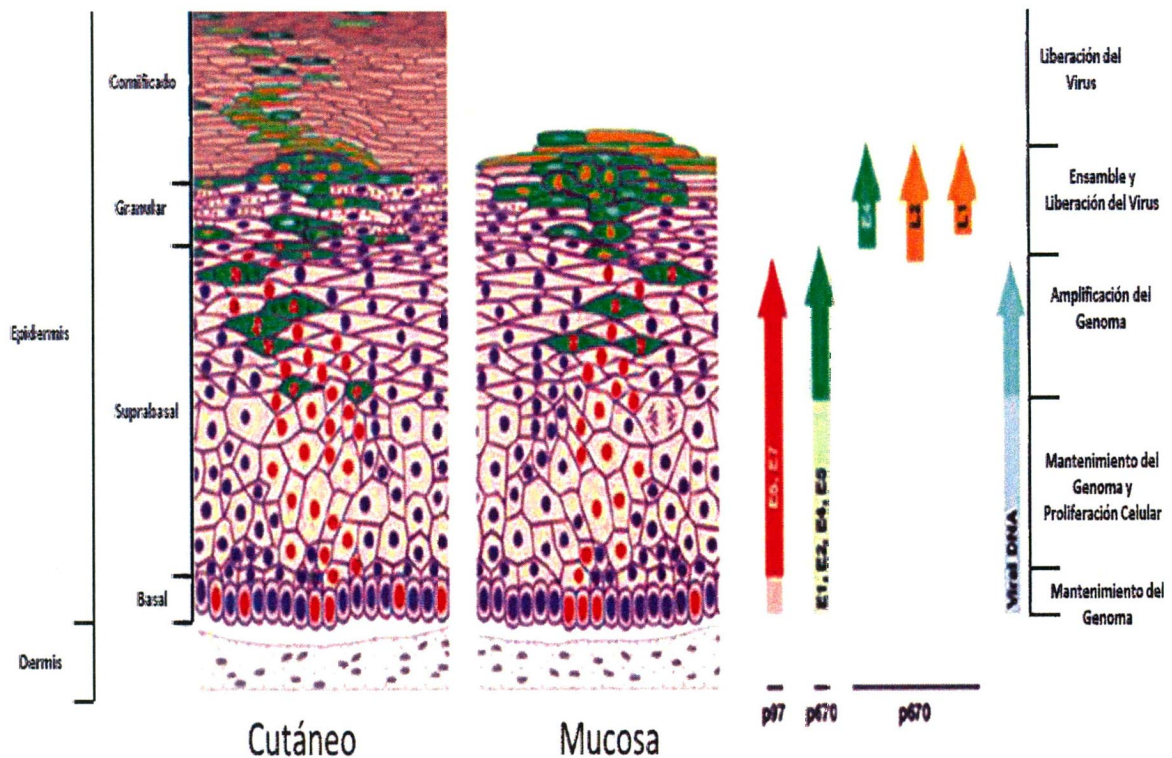 Cornificado
Granular
Epidermis
Suprabasal
Basal
Dermis
Cutáneo
Mucosa
E6, E7
E1, E2, E4, E5
E4
L2
L1
Viral DNA
p97
p670
p670
Liberación del
Virus
Ensamble y
Liberación del Virus
Amplificación del
Genoma
Mantenimiento del
Genoma y
Proliferación Celular
Mantenimiento del
Genoma